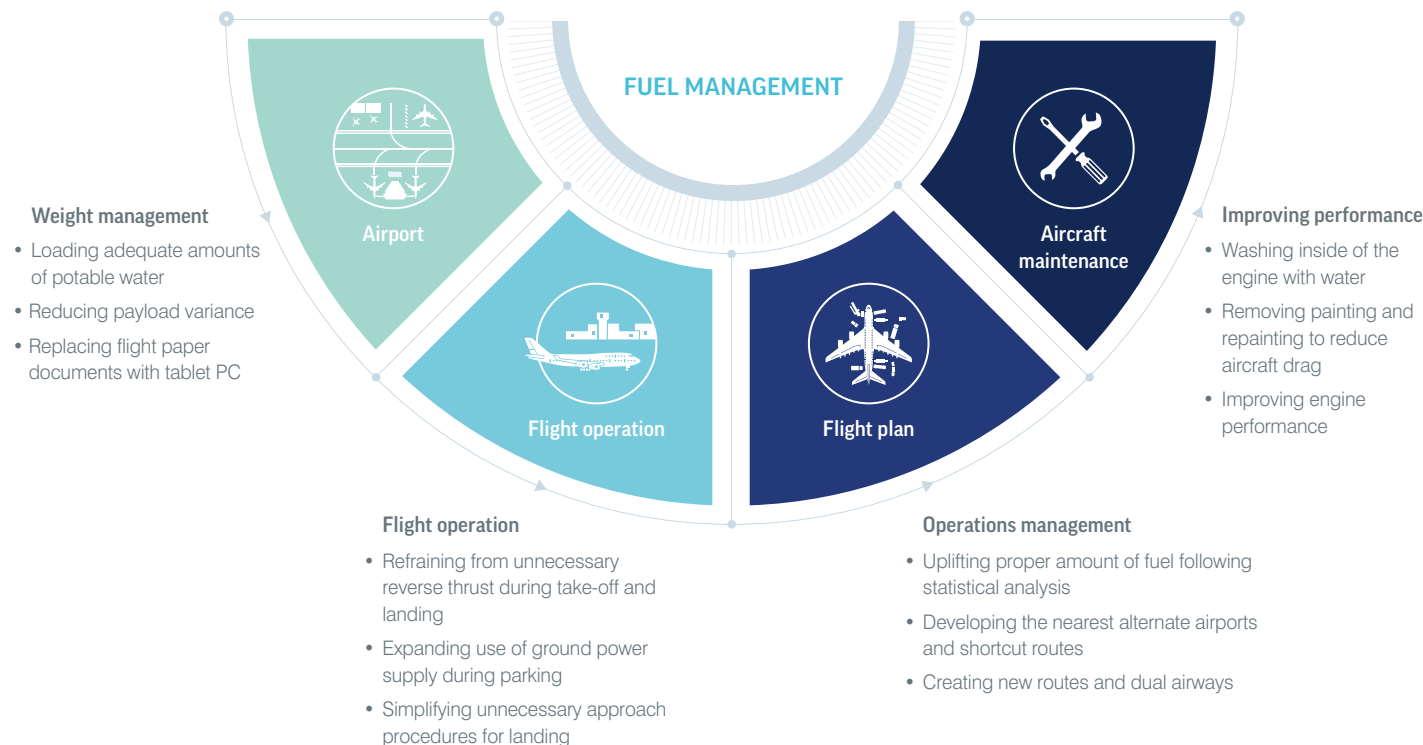 FUEL MANAGEMENT
Airport
Flight operation
Flight plan
Aircraft
maintenance
Weight management
• Loading adequate amounts
of potable water
• Reducing payload variance
• Replacing flight paper
documents with tablet PC
Flight operation
• Refraining from unnecessary
reverse thrust during take-off and
landing
• Expanding use of ground power
supply during parking
• Simplifying unnecessary approach
procedures for landing
Operations management
• Uplifting proper amount of fuel following
statistical analysis
• Developing the nearest alternate airports
and shortcut routes
• Creating new routes and dual airways
Improving performance
• Washing inside of the
engine with water
• Removing painting and
repainting to reduce
aircraft drag
• Improving engine
performance